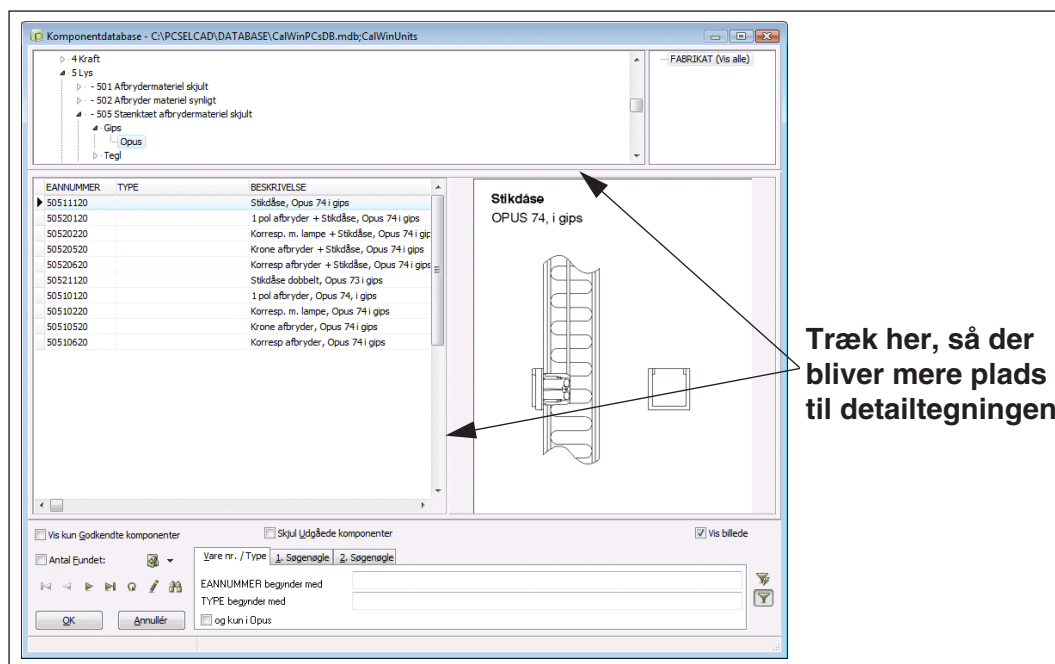 Komponentdatabase - C:\PCSELCAD\DATABASE\CalWinPCsDB.mdb;CalWinUnits
4 Kraft
5 Lys
- 501 Afbrydermateriel skjult
- 502 Afbryder materiel synligt
- 505 Stænktæt afbrydermateriel skjult
Gips
Opus
Tegl
FABRIKAT (Vis alle)
EANNUMMER TYPE BESKRIVELSE
50511120 Stikdåse, Opus 74 i gips
50520120 1 pol afbryder + Stikdåse, Opus 74 i gips
50520220 Korresp. m. lampe + Stikdåse, Opus 74 i gip
50520520 Krone afbryder + Stikdåse, Opus 74 i gips
50520620 Korresp afbryder + Stikdåse, Opus 74 i gips
50521120 Stikdåse dobbelt, Opus 73 i gips
50510120 1 pol afbryder, Opus 74, i gips
50510220 Korresp. m. lampe, Opus 74 i gips
50510520 Krone afbryder, Opus 74 i gips
50510620 Korresp afbryder, Opus 74 i gips
Stikdåse
OPUS 74, i gips
Træk her, så der
bliver mere plads
til detailtegningen
Vis kun Godkendte komponenter
Skjul Udgåede komponenter
Vis billede
Antal Fundet:
Vare nr. / Type 1. Søgenøgle 2. Søgenøgle
EANNUMMER begynder med
TYPE begynder med
og kun i Opus
OK Annullér